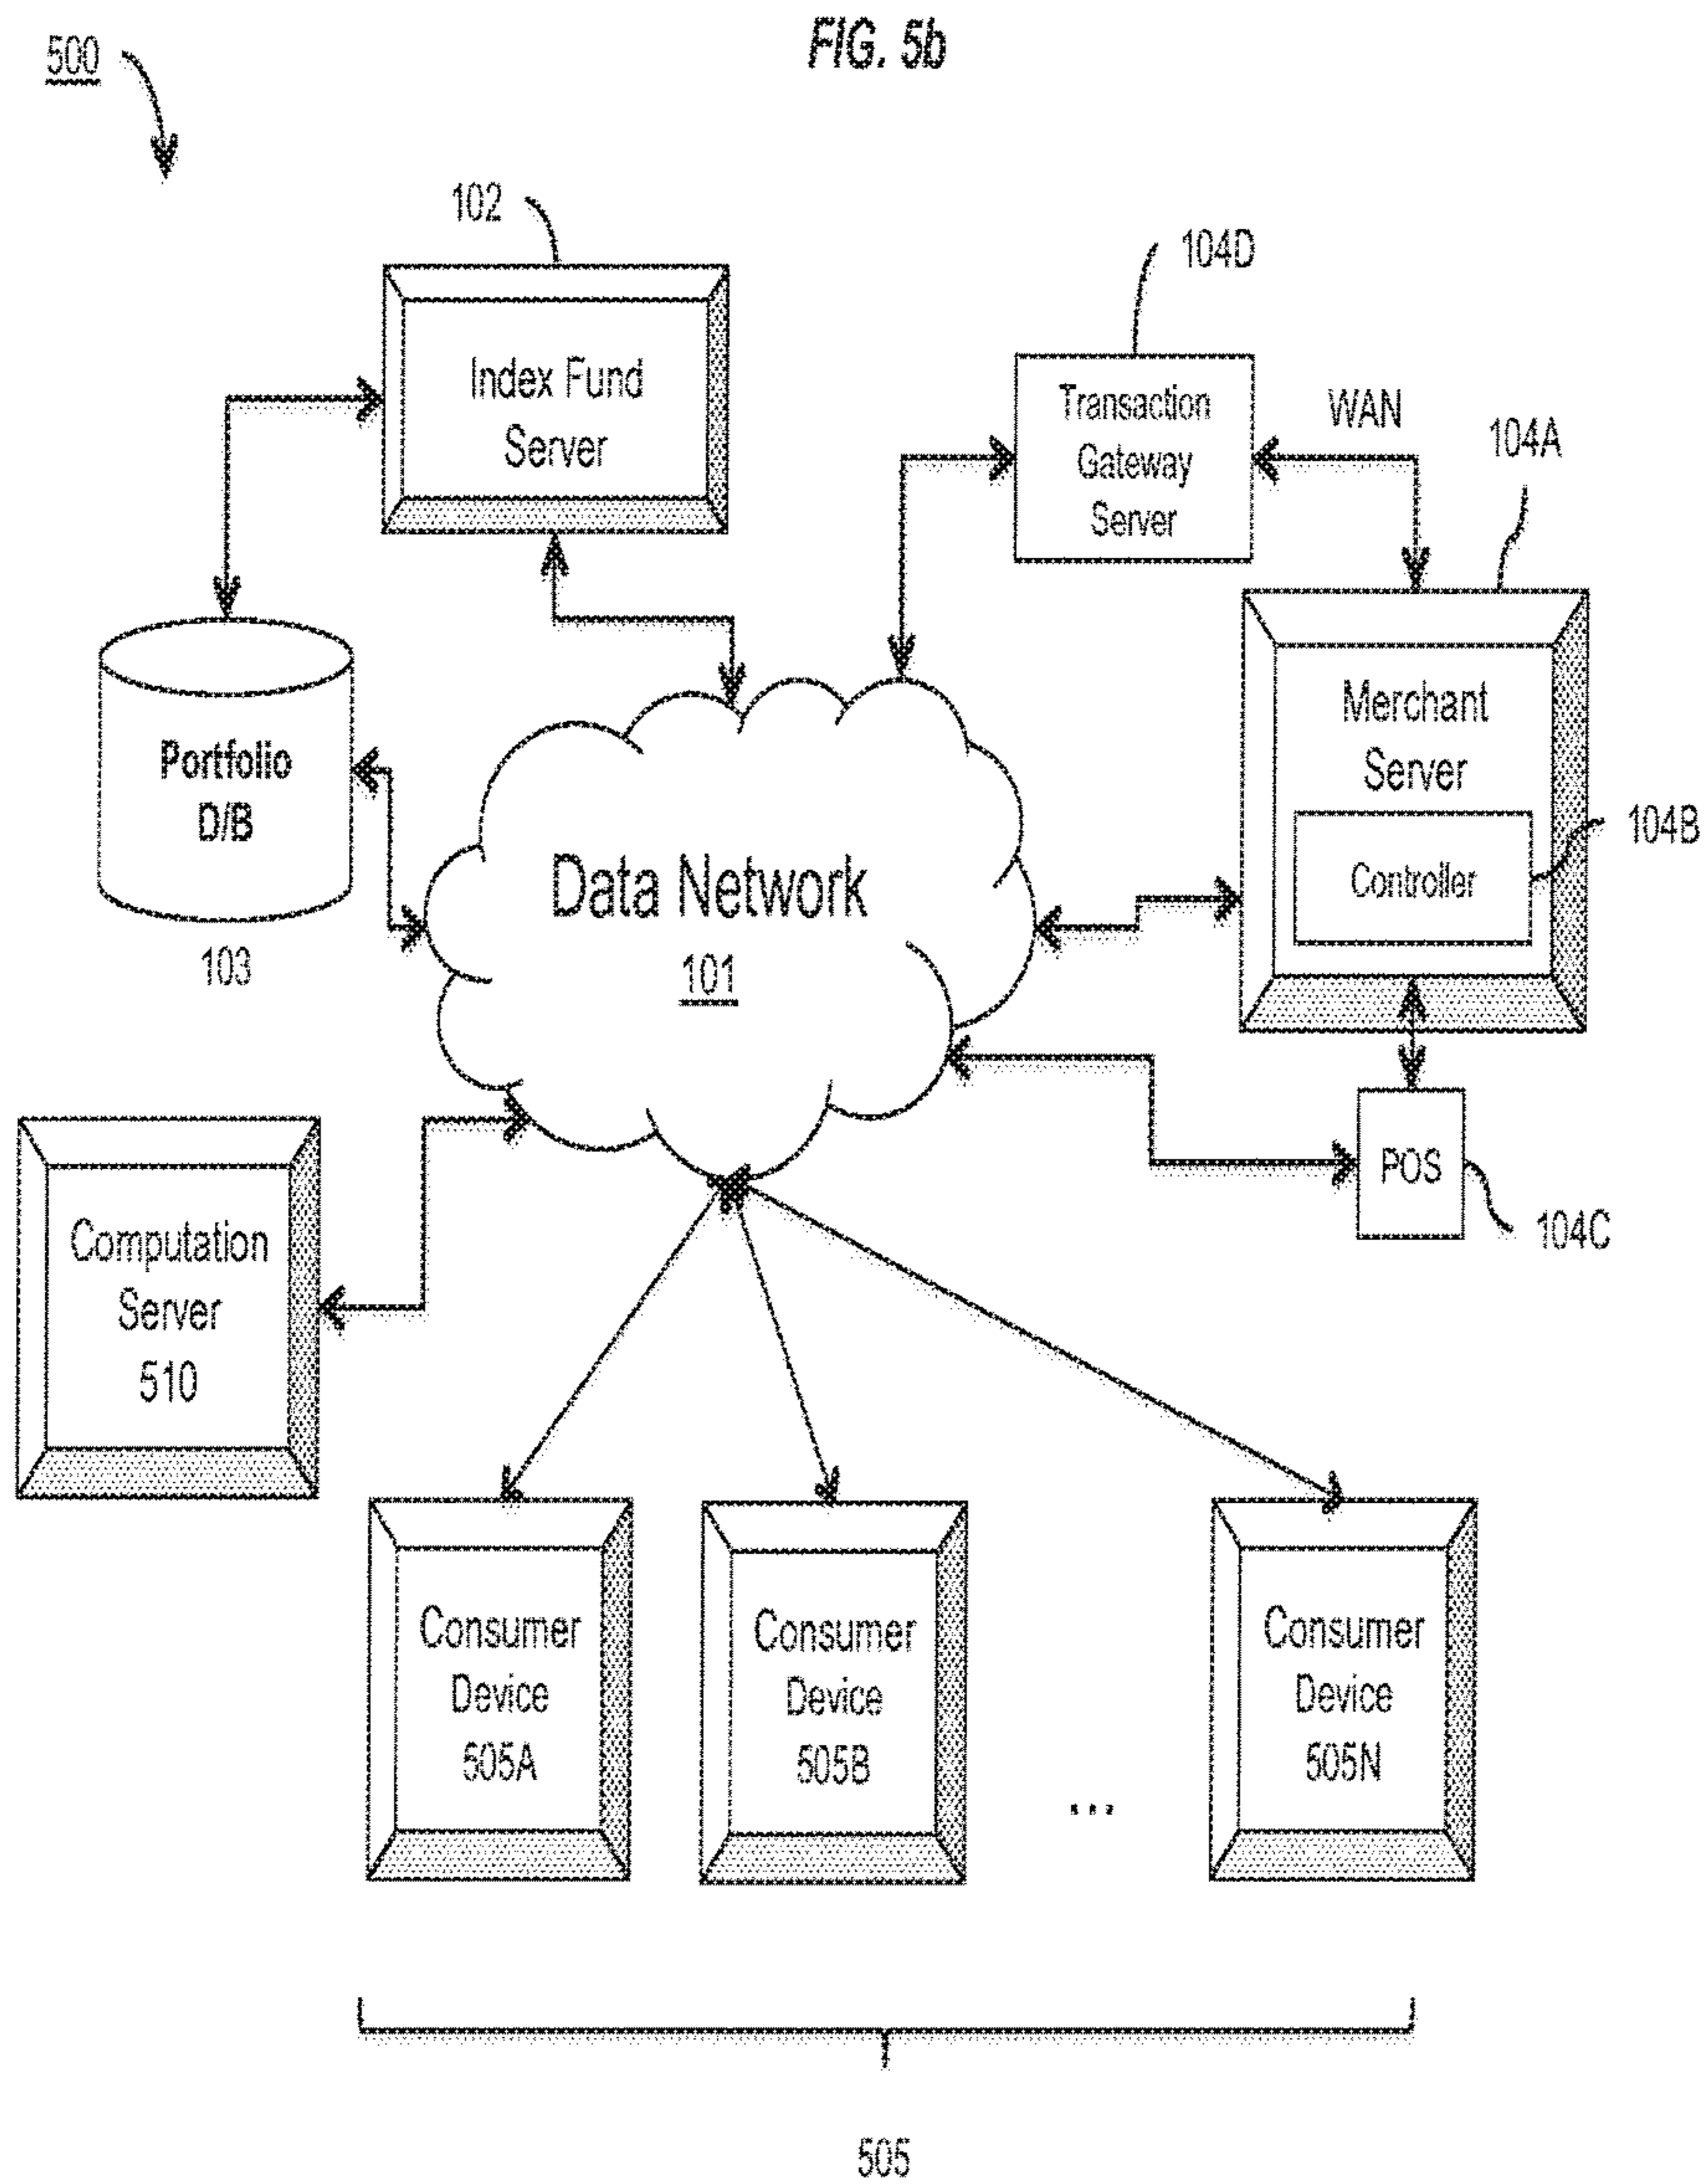 FIG. 5b
500
102
104D
Index Fund
Server
Transaction
Gateway
Server
WAN
104A
Portfolio
D/B
103
Merchant
Server
Controller
104B
Data Network
101
POS
104C
Computation
Server
510
Consumer
Device
505A
Consumer
Device
505B
...
Consumer
Device
505N
505